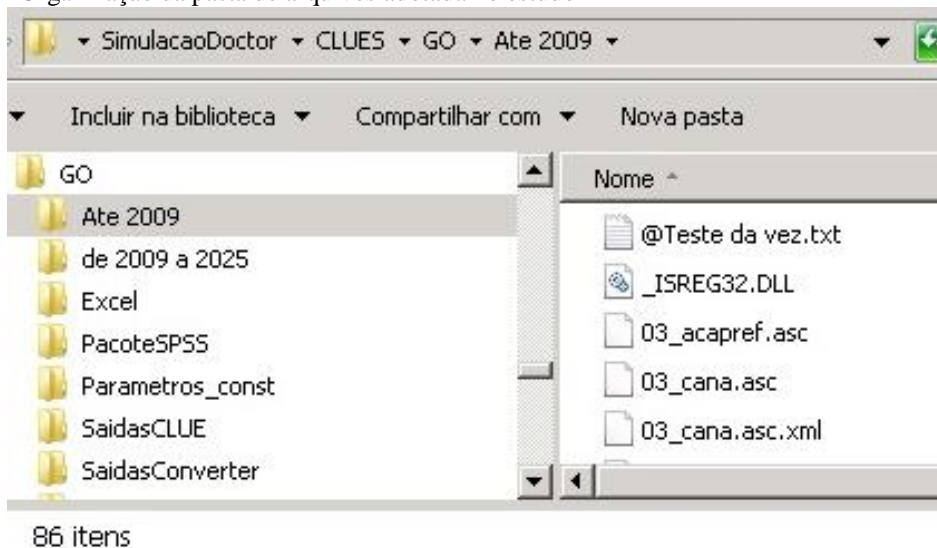 SimulacaoDoctor CLUES GO Ate 2009
Incluir na biblioteca Compartilhar com Nova pasta
GO
Ate 2009
de 2009 a 2025
Excel
PacoteSPSS
Parametros_const
SaidasCLUE
SaidasConverter
Nome
@Teste da vez.txt
_ISREG32.DLL
03_acapref.asc
03_cana.asc
03_cana.asc.xml
86 itens